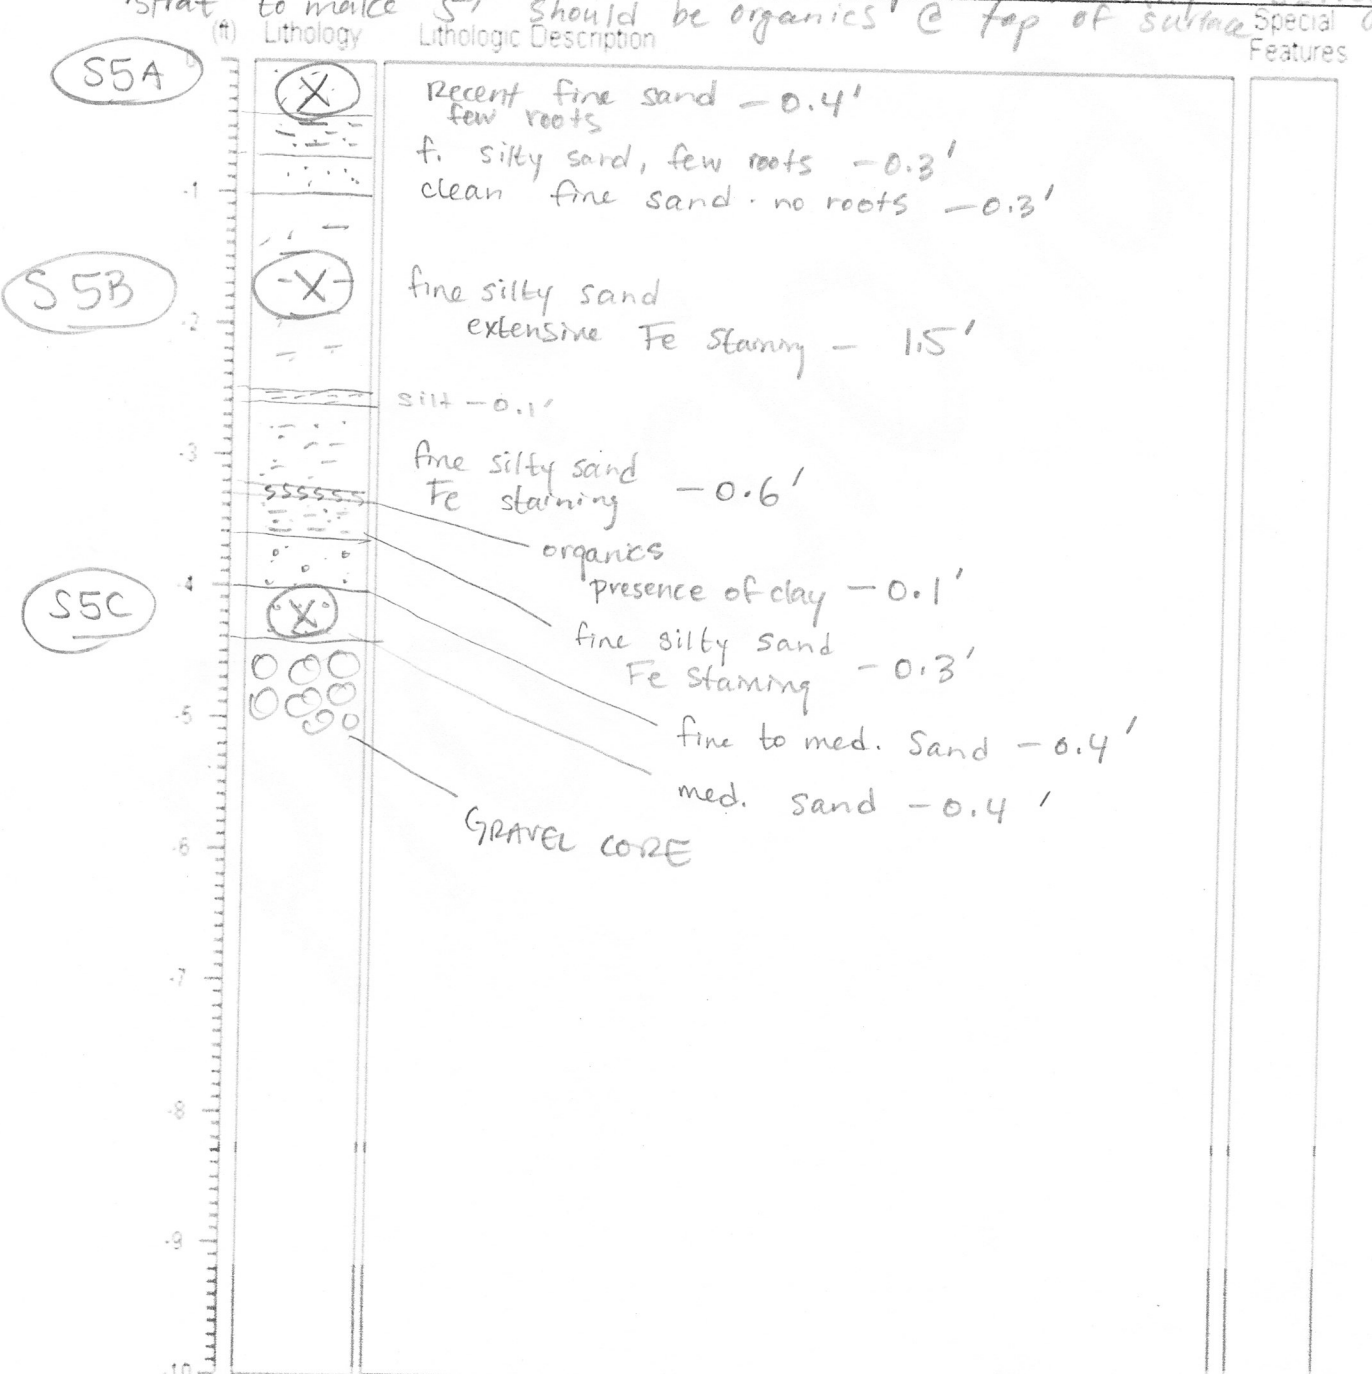 strat to make 5' should be organics @ top of surface
(ft) Lithology Lithologic Description Special
Features
S5A
Recent fine sand - 0.4'
few roots
f. silty sand, few roots - 0.3'
-1
clean fine sand. no roots - 0.3'
S5B
fine silty sand
-2
extensive Fe staining - 1.5'
silt - 0.1'
-3
fine silty sand
Fe staining - 0.6'
SSSSSS
organics
-4
presence of clay - 0.1'
S5C
fine silty sand
Fe staining - 0.3'
-5
fine to med. sand - 0.4'
med. sand - 0.4'
GRAVEL CORE
-6
-7
-8
-9
-10